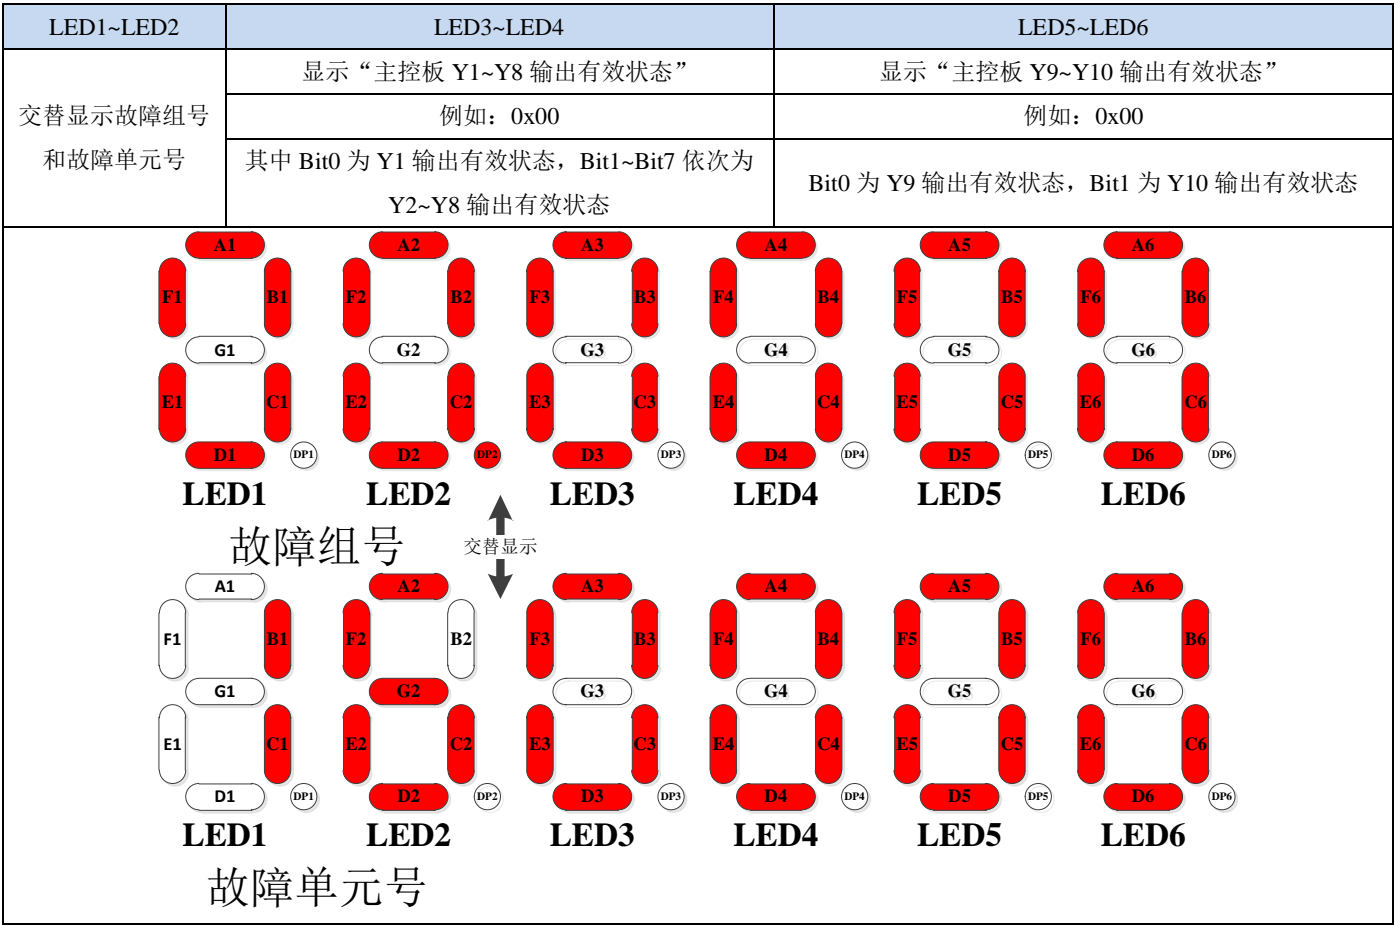 LED1~LED2 LED3~LED4 LED5~LED6
交替显示故障组号
和故障单元号
显示“主控板 Y1~Y8 输出有效状态”
显示“主控板 Y9~Y10 输出有效状态”
例如：0x00
例如：0x00
其中 Bit0 为 Y1 输出有效状态，Bit1~Bit7 依次为
Y2~Y8 输出有效状态
Bit0 为 Y9 输出有效状态，Bit1 为 Y10 输出有效状态
A1 A2 A3 A4 A5 A6
F1 B1 F2 B2 F3 B3 F4 B4 F5 B5 F6 B6
G1 G2 G3 G4 G5 G6
E1 C1 E2 C2 E3 C3 E4 C4 E5 C5 E6 C6
D1 DP1 D2 DP2 D3 DP3 D4 DP4 D5 DP5 D6 DP6
LED1 LED2 LED3 LED4 LED5 LED6
故障组号 交替显示
A1 A2 A3 A4 A5 A6
F1 B1 F2 B2 F3 B3 F4 B4 F5 B5 F6 B6
G1 G2 G3 G4 G5 G6
E1 C1 E2 C2 E3 C3 E4 C4 E5 C5 E6 C6
D1 DP1 D2 DP2 D3 DP3 D4 DP4 D5 DP5 D6 DP6
LED1 LED2 LED3 LED4 LED5 LED6
故障单元号